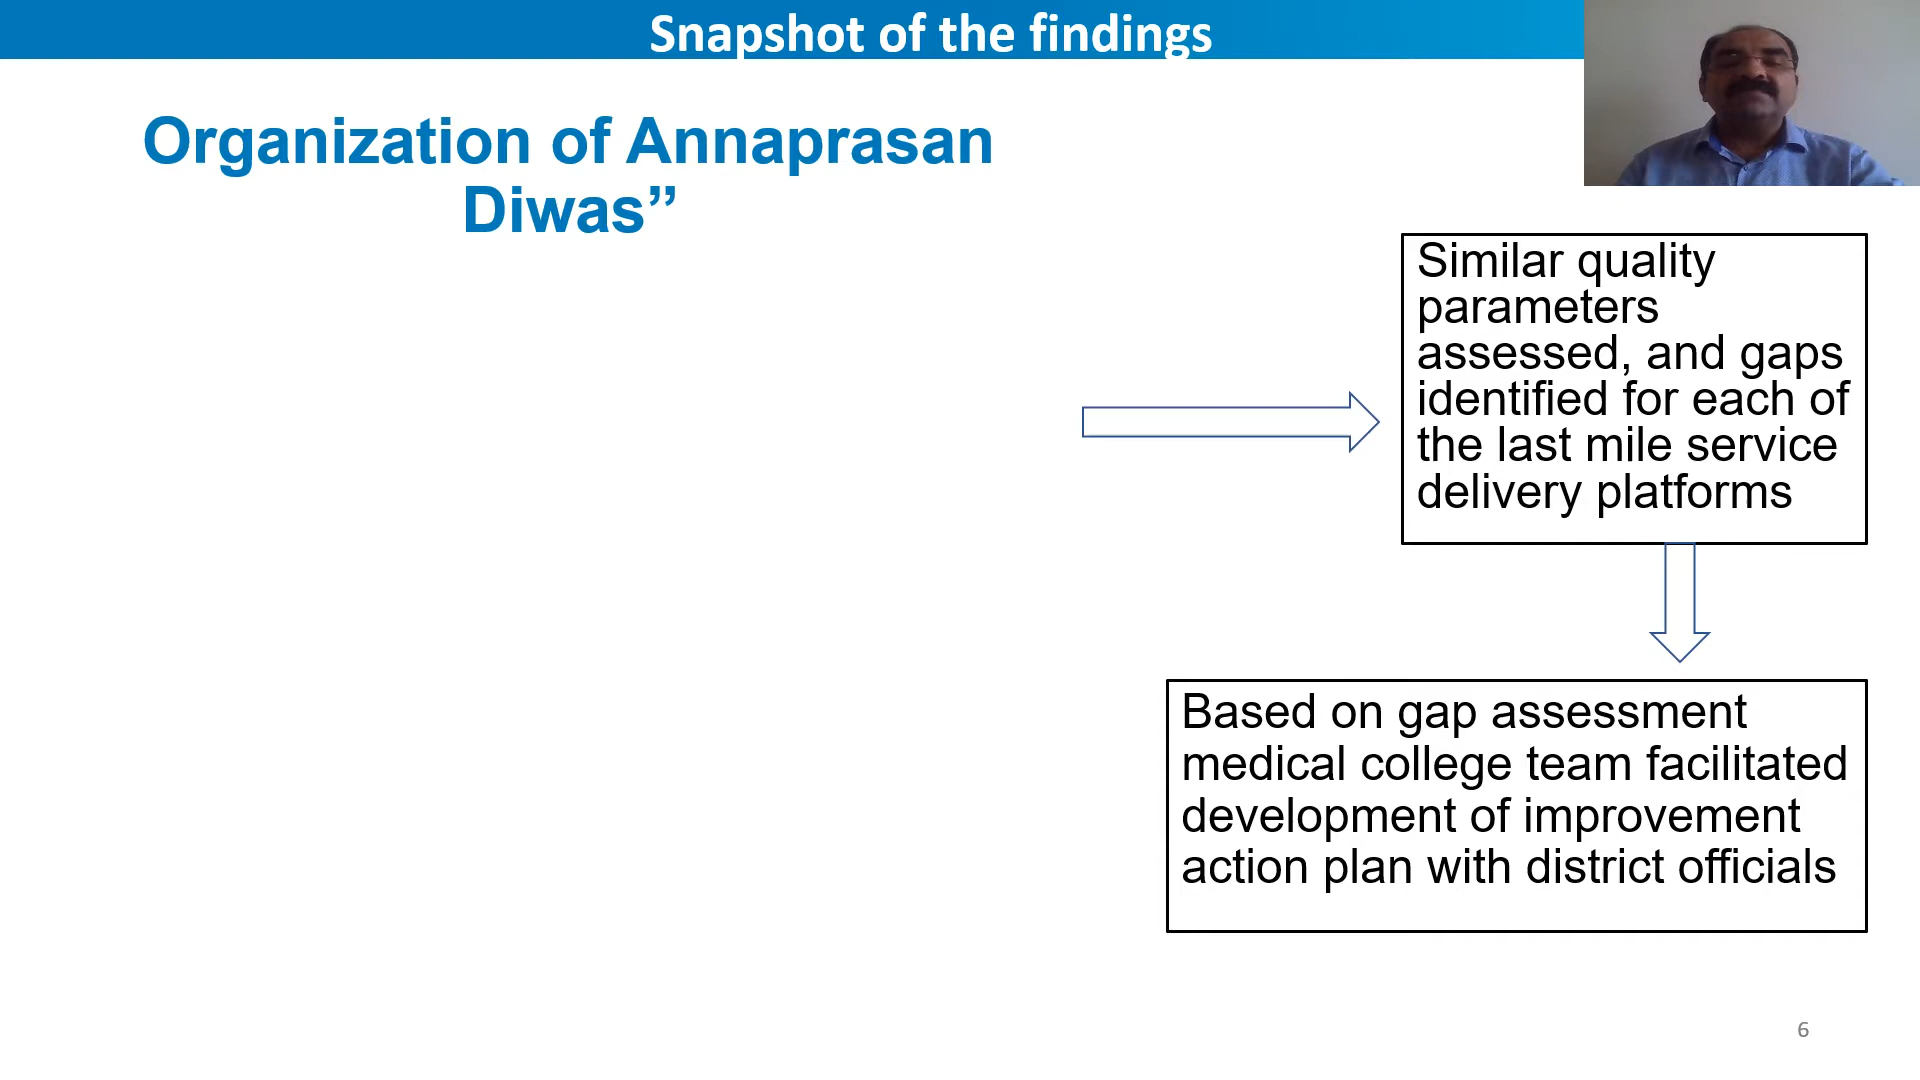 Snapshot of the findings
Organization of Annaprasan
Diwas”
Similar quality
parameters
assessed, and gaps
identified for each of
the last mile service
delivery platforms
Based on gap assessment
medical college team facilitated
development of improvement
action plan with district officials
6